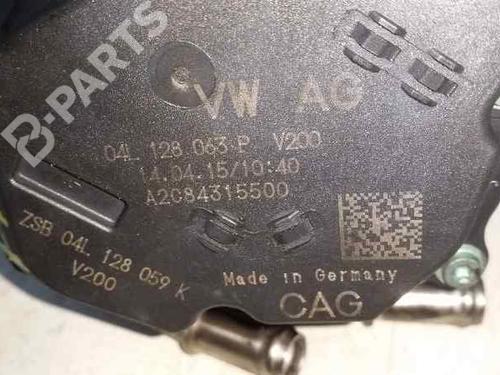 B-PARTS
VW AG
04L 128 063 P V200
14.04.15/10:40
A2C84315500
ZSB 04L 128 059 K
V200
Made in Germany
CAG